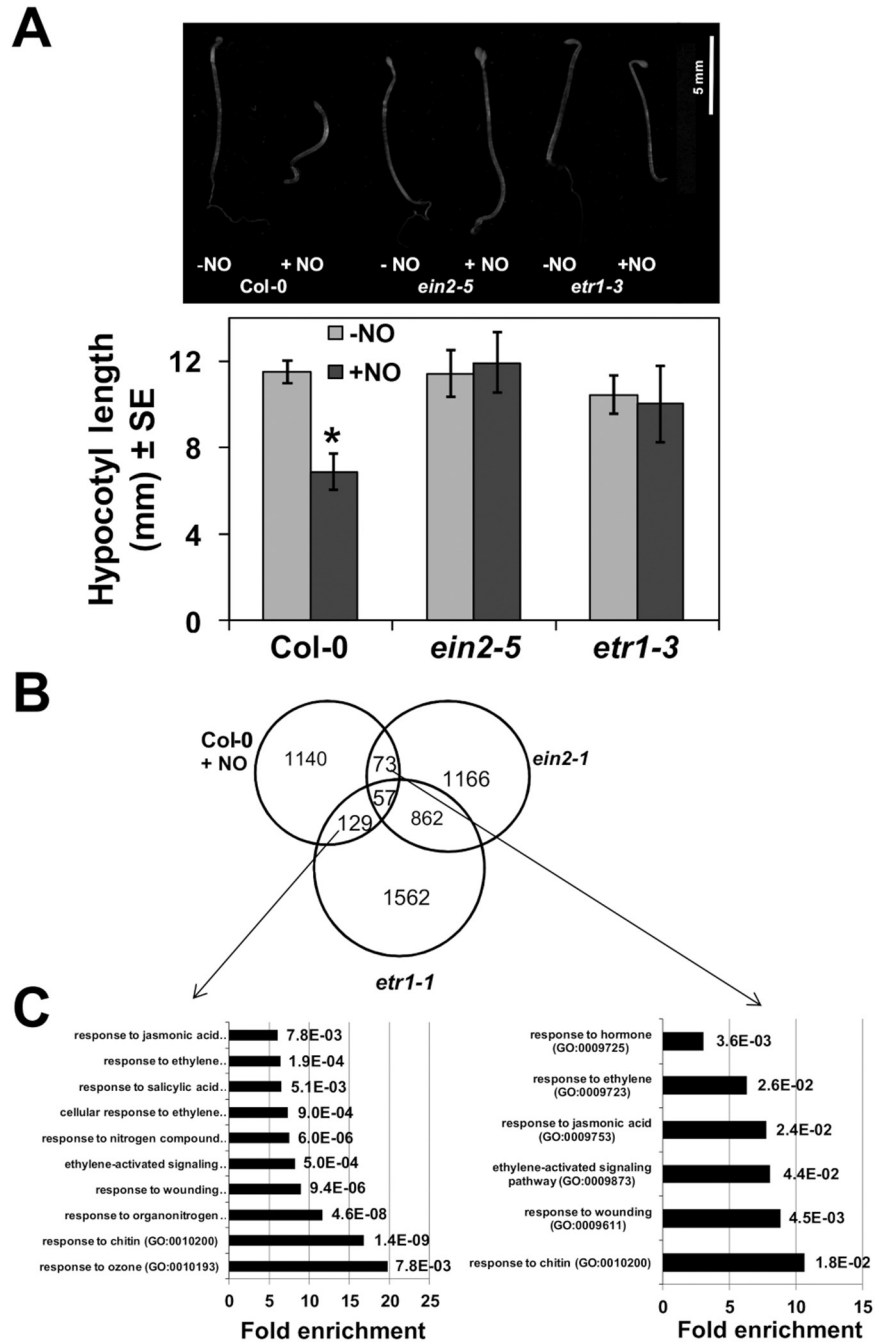 A
5 mm
-NO + NO - NO + NO -NO +NO
Col-0 ein2-5 etr1-3
Hypocotyl length
(mm) ± SE
12
8
4
0
-NO
+NO
*
Col-0 ein2-5 etr1-3
B
Col-0
+ NO
1140
73
1166
ein2-1
57
129
862
1562
etr1-1
C
response to jasmonic acid.. 7.8E-03
response to ethylene.. 1.9E-04
response to salicylic acid.. 5.1E-03
cellular response to ethylene.. 9.0E-04
response to nitrogen compound.. 6.0E-06
ethylene-activated signaling.. 5.0E-04
response to wounding.. 9.4E-06
response to organonitrogen.. 4.6E-08
response to chitin (GO:0010200) 1.4E-09
response to ozone (GO:0010193) 7.8E-03
0 5 10 15 20 25
Fold enrichment
response to hormone
(GO:0009725)
3.6E-03
response to ethylene
(GO:0009723)
2.6E-02
response to jasmonic acid
(GO:0009753)
2.4E-02
ethylene-activated signaling
pathway (GO:0009873)
4.4E-02
response to wounding
(GO:0009611)
4.5E-03
response to chitin (GO:0010200) 1.8E-02
0 5 10 15
Fold enrichment